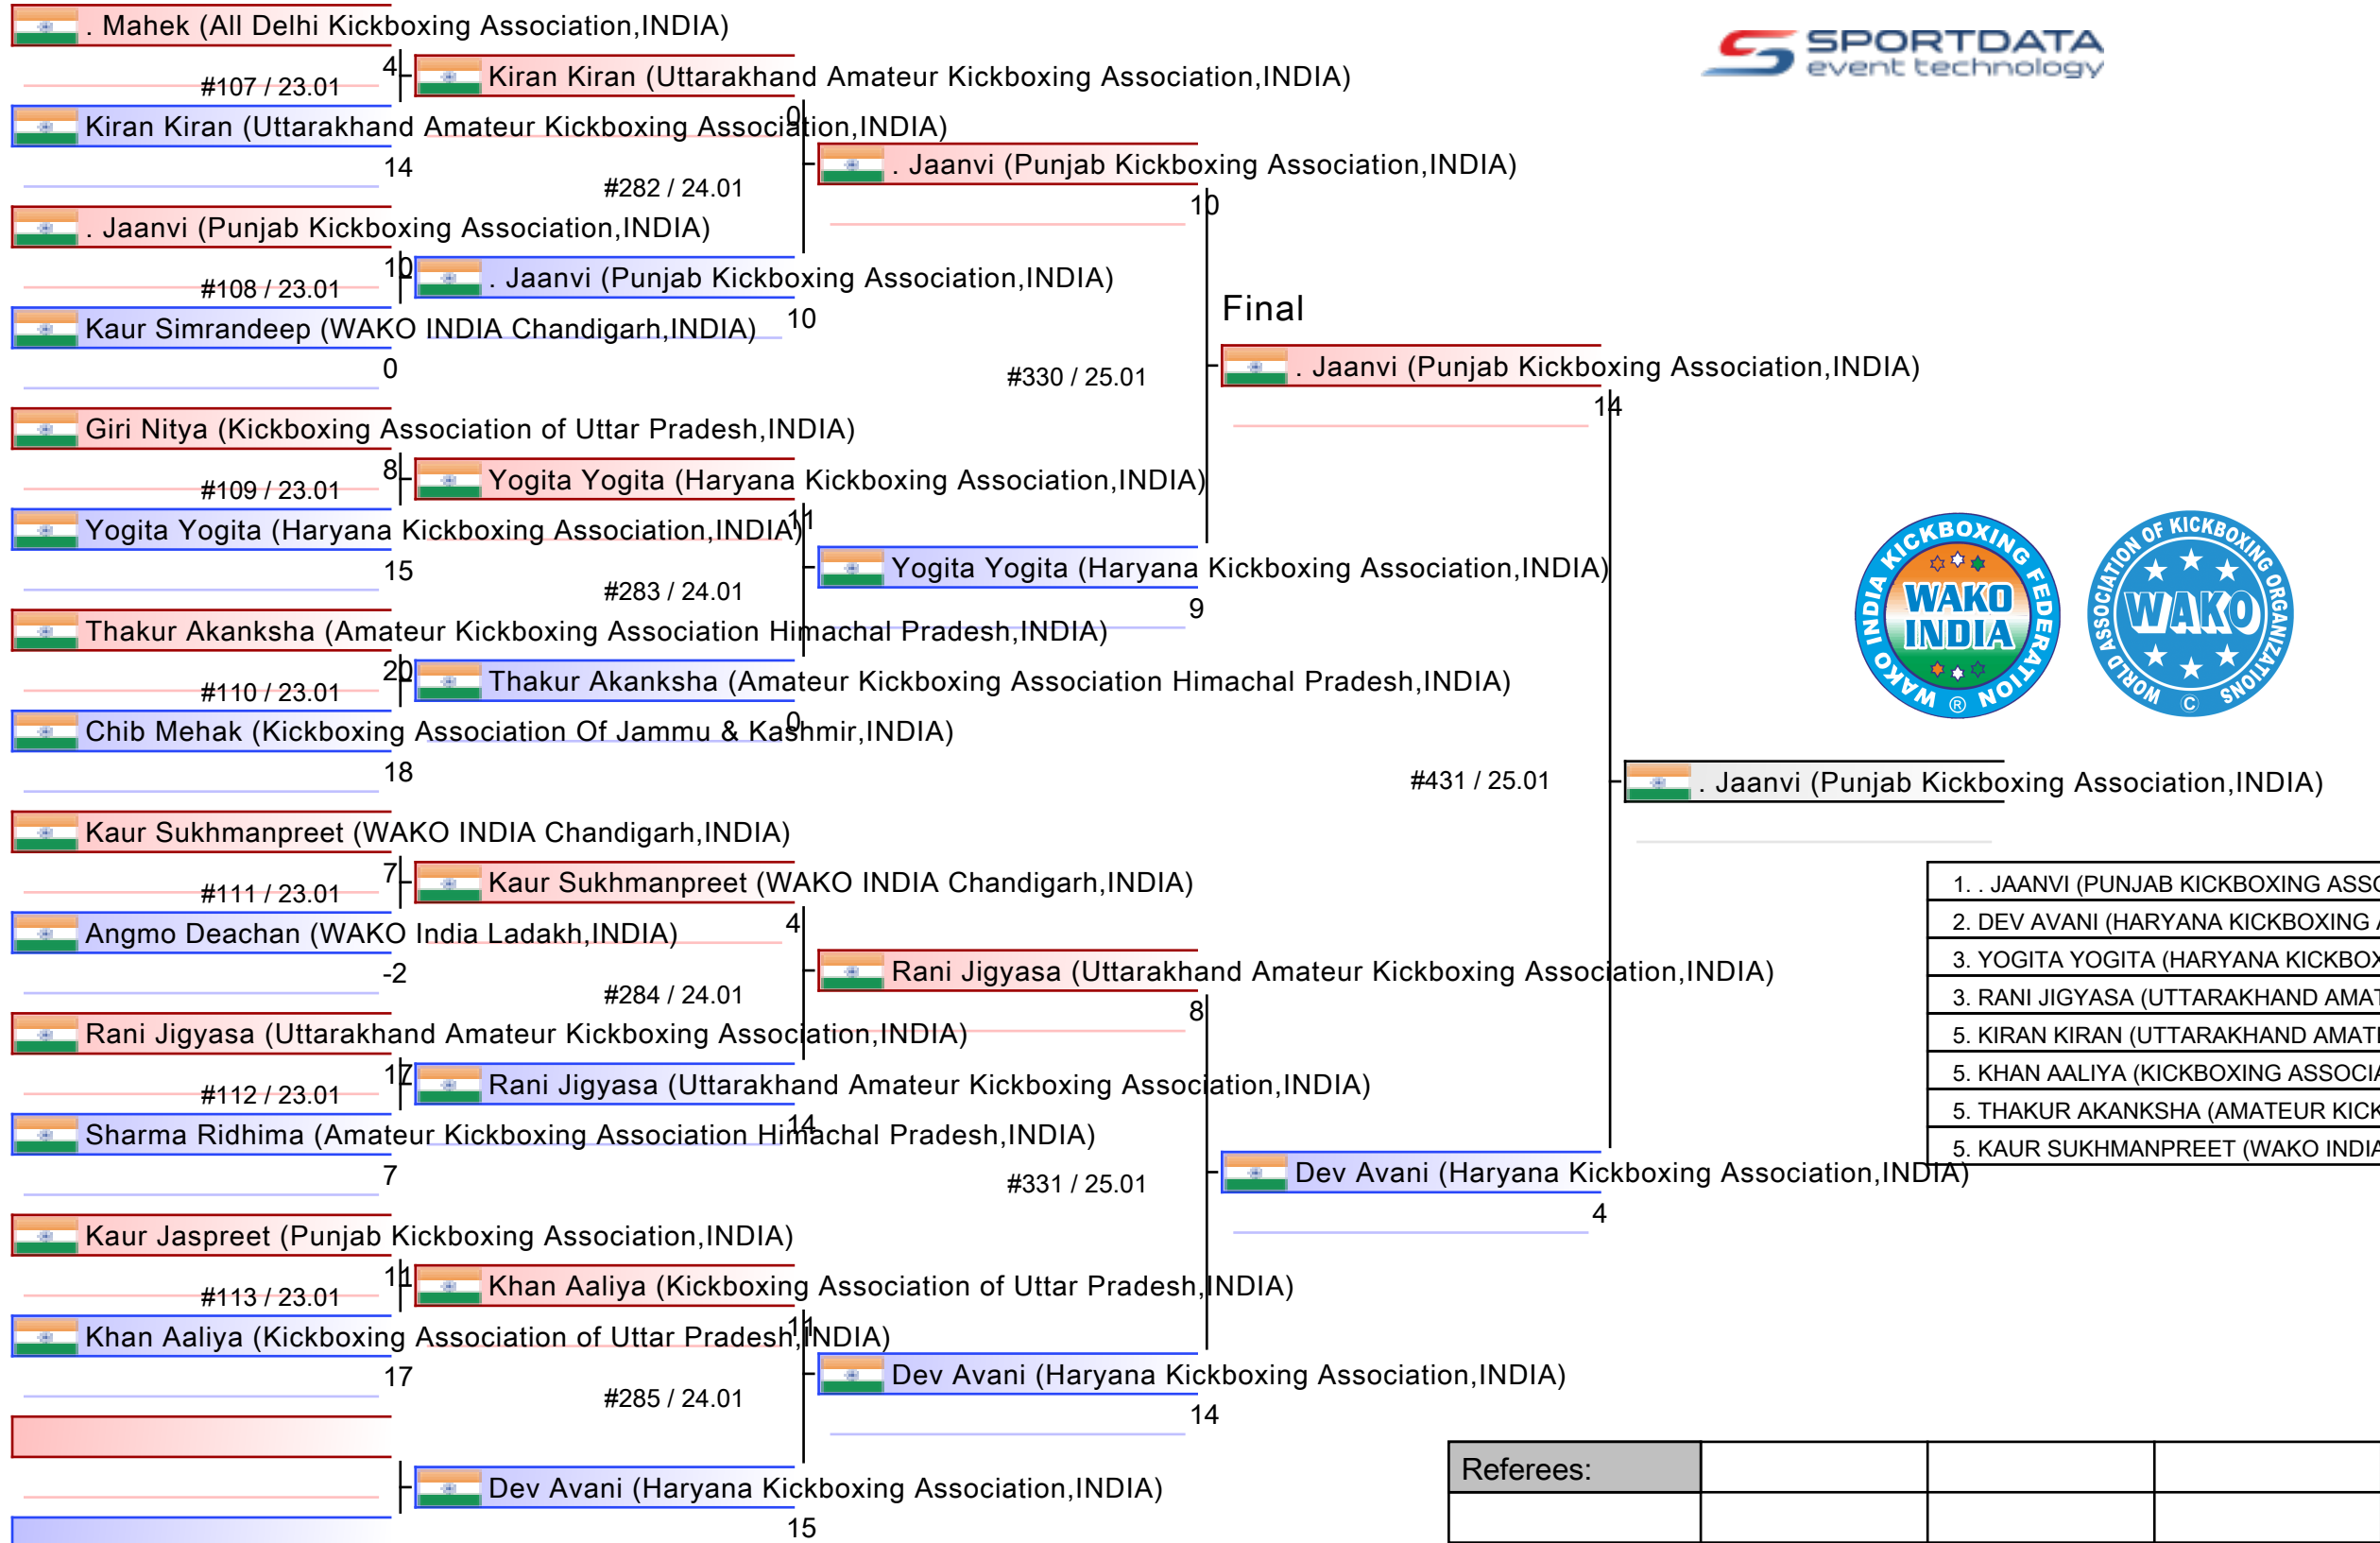 . Mahek (All Delhi Kickboxing Association,INDIA)
4
#107 / 23.01
Kiran Kiran (Uttarakhand Amateur Kickboxing Association,INDIA)
14
. Jaanvi (Punjab Kickboxing Association,INDIA)
10
#108 / 23.01
Kaur Simrandeep (WAKO INDIA Chandigarh,INDIA)
0
Giri Nitya (Kickboxing Association of Uttar Pradesh,INDIA)
8
#109 / 23.01
Yogita Yogita (Haryana Kickboxing Association,INDIA)
15
Thakur Akanksha (Amateur Kickboxing Association Himachal Pradesh,INDIA)
20
#110 / 23.01
Chib Mehak (Kickboxing Association Of Jammu & Kashmir,INDIA)
18
Kaur Sukhmanpreet (WAKO INDIA Chandigarh,INDIA)
7
#111 / 23.01
Angmo Deachan (WAKO India Ladakh,INDIA)
-2
Rani Jigyasa (Uttarakhand Amateur Kickboxing Association,INDIA)
17
#112 / 23.01
Sharma Ridhima (Amateur Kickboxing Association Himachal Pradesh,INDIA)
7
Kaur Jaspreet (Punjab Kickboxing Association,INDIA)
11
#113 / 23.01
Khan Aaliya (Kickboxing Association of Uttar Pradesh,INDIA)
17
Kiran Kiran (Uttarakhand Amateur Kickboxing Association,INDIA)
0
#282 / 24.01
. Jaanvi (Punjab Kickboxing Association,INDIA)
10
Yogita Yogita (Haryana Kickboxing Association,INDIA)
11
#283 / 24.01
Thakur Akanksha (Amateur Kickboxing Association Himachal Pradesh,INDIA)
0
Kaur Sukhmanpreet (WAKO INDIA Chandigarh,INDIA)
4
#284 / 24.01
Rani Jigyasa (Uttarakhand Amateur Kickboxing Association,INDIA)
14
Khan Aaliya (Kickboxing Association of Uttar Pradesh,INDIA)
11
#285 / 24.01
Dev Avani (Haryana Kickboxing Association,INDIA)
15
. Jaanvi (Punjab Kickboxing Association,INDIA)
10
#330 / 25.01
Yogita Yogita (Haryana Kickboxing Association,INDIA)
9
Rani Jigyasa (Uttarakhand Amateur Kickboxing Association,INDIA)
8
#331 / 25.01
Dev Avani (Haryana Kickboxing Association,INDIA)
14
Final
. Jaanvi (Punjab Kickboxing Association,INDIA)
14
#431 / 25.01
Dev Avani (Haryana Kickboxing Association,INDIA)
4
. Jaanvi (Punjab Kickboxing Association,INDIA)
SPORTDATA
event technology
WAKO INDIA KICKBOXING FEDERATION
WAKO
INDIA
®
WORLD ASSOCIATION OF KICKBOXING ORGANIZATIONS
WAKO
©
1. . JAANVI (PUNJAB KICKBOXING ASSO
2. DEV AVANI (HARYANA KICKBOXING A
3. YOGITA YOGITA (HARYANA KICKBOX
3. RANI JIGYASA (UTTARAKHAND AMAT
5. KIRAN KIRAN (UTTARAKHAND AMATE
5. KHAN AALIYA (KICKBOXING ASSOCIA
5. THAKUR AKANKSHA (AMATEUR KICK
5. KAUR SUKHMANPREET (WAKO INDIA
Referees: